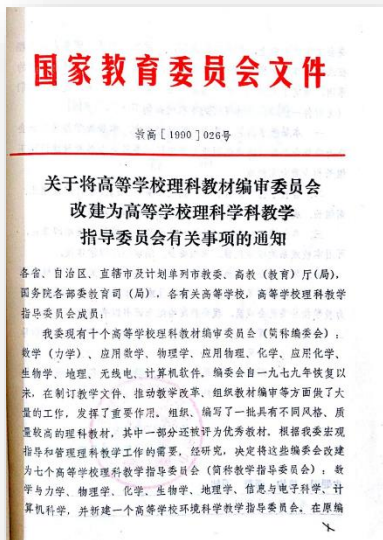 国家教育委员会文件
教高［1990］026号
关于将高等学校理科教材编审委员会
改建为高等学校理科学科教学
指导委员会有关事项的通知
各省、自治区、直辖市及计划单列市教委、高教（教育）厅（局），
国务院各部委教育司（局），各有关高等学校，高等学校理科教学
指导委员会成员：
我委现有十个高等学校理科教材编审委员会（简称编委会）：
数学（力学）、应用数学、物理学、应用物理、化学、应用化学、
生物学、地理、无线电、计算机软件。编委会自一九七九年恢复以
来，在制订教学文件、推动教学改革、组织教材编审等方面做了大
量的工作，发挥了重要作用。组织、编写了一批具有不同风格、质
量较高的理科教材，其中一部分还被评为优秀教材。根据我委宏观
指导和管理理科教学工作的需要，经研究，决定将这些编委会改建
为七个高等学校理科教学指导委员会（简称教学指导委员会）：数
学与力学、物理学、化学、生物学、地理学、信息与电子科学、计
算机科学，并新建一个高等学校环境科学教学指导委员会。在原编